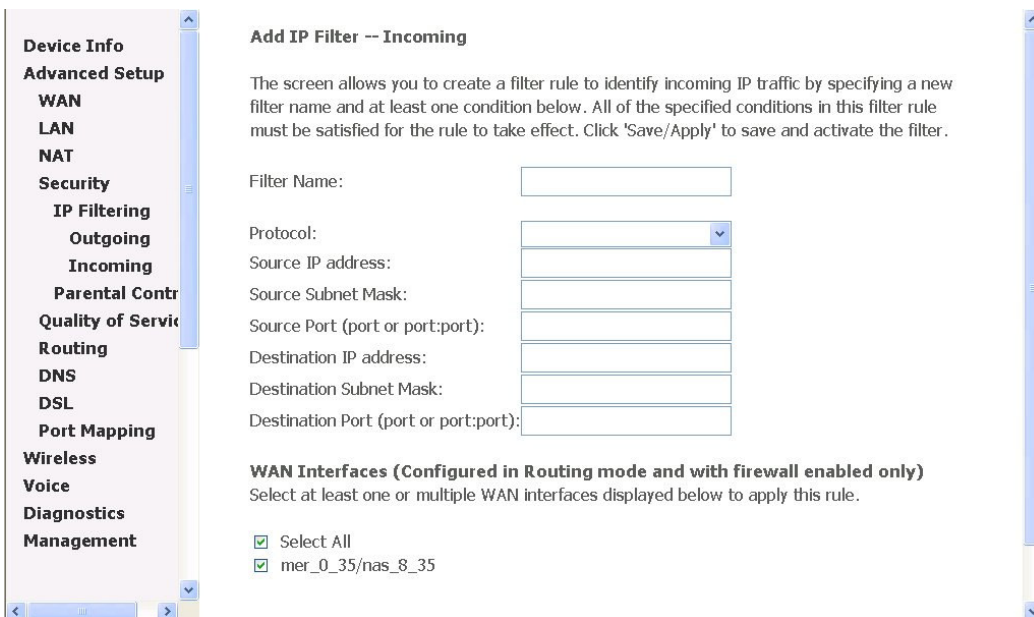 Device Info
Advanced Setup
WAN
LAN
NAT
Security
IP Filtering
Outgoing
Incoming
Parental Contr
Quality of Servic
Routing
DNS
DSL
Port Mapping
Wireless
Voice
Diagnostics
Management
Add IP Filter -- Incoming
The screen allows you to create a filter rule to identify incoming IP traffic by specifying a new
filter name and at least one condition below. All of the specified conditions in this filter rule
must be satisfied for the rule to take effect. Click 'Save/Apply' to save and activate the filter.
Filter Name:
Protocol:
Source IP address:
Source Subnet Mask:
Source Port (port or port:port):
Destination IP address:
Destination Subnet Mask:
Destination Port (port or port:port):
WAN Interfaces (Configured in Routing mode and with firewall enabled only)
Select at least one or multiple WAN interfaces displayed below to apply this rule.
Select All
mer_0_35/nas_8_35